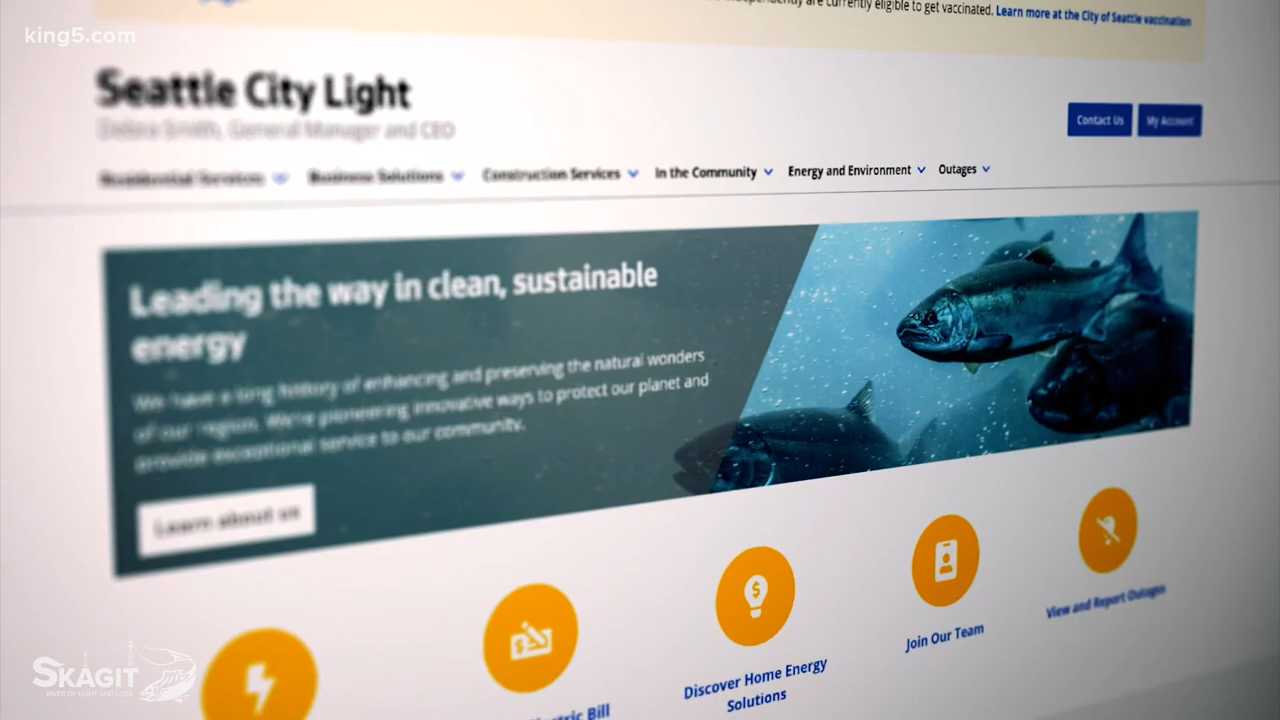 king5.com
independently are currently eligible to get vaccinated. Learn more at the City of Seattle vaccination
Seattle City Light
Debra Smith, General Manager and CEO
Contact Us
My Account
Residential Services
Business Solutions
Construction Services
In the Community
Energy and Environment
Outages
Leading the way in clean, sustainable
energy
We have a long history of enhancing and preserving the natural wonders
of our region. We're pioneering innovative ways to protect our planet and
provide exceptional service to our community.
Learn about us
View and Report Outages
Join Our Team
Discover Home Energy
Solutions
Electric Bill
SKAGIT
RIVER OF LIGHT AND LOSS